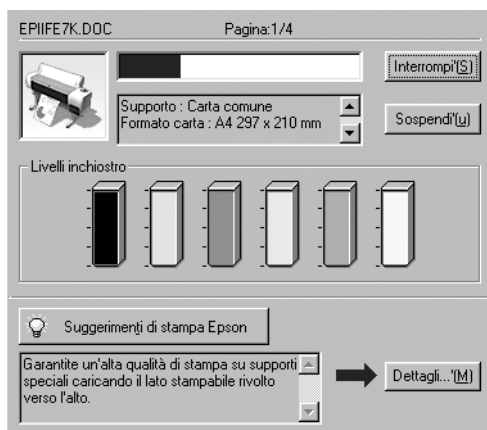 EPIIFE7K.DOC Pagina:1/4
Interrompi'(S)
Supporto : Carta comune
Formato carta : A4 297 x 210 mm
Sospendi'(u)
Livelli inchiostro
Suggerimenti di stampa Epson
Garantite un'alta qualità di stampa su supporti
speciali caricando il lato stampabile rivolto
verso l'alto.
Dettagli...'(M)